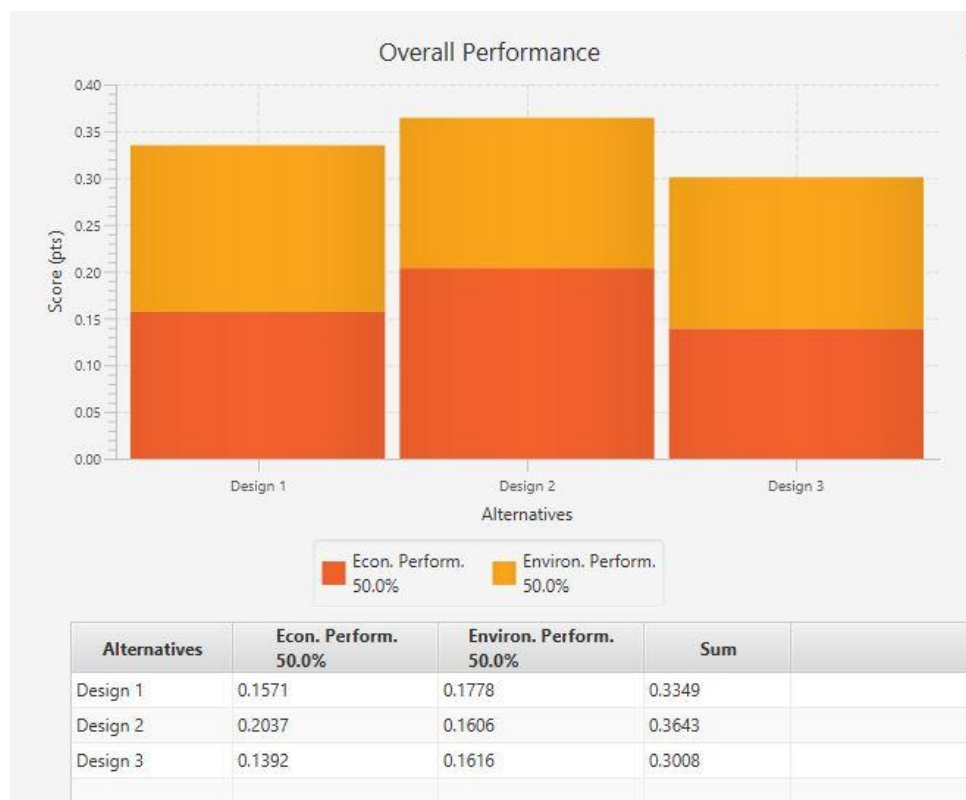 Overall Performance
0.40
0.35
0.30
0.25
0.20
0.15
0.10
0.05
0.00
Score (pts)
Design 1
Design 2
Design 3
Alternatives
Econ. Perform.
50.0%
Environ. Perform.
50.0%
Alternatives
Econ. Perform.
50.0%
Environ. Perform.
50.0%
Sum
Design 1 0.1571 0.1778 0.3349
Design 2 0.2037 0.1606 0.3643
Design 3 0.1392 0.1616 0.3008